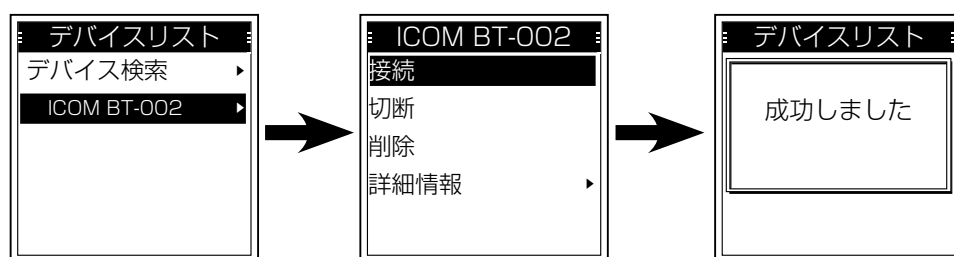 デバイスリスト
デバイス検索
ICOM BT-002
ICOM BT-002
接続
切断
削除
詳細情報
デバイスリスト
成功しました